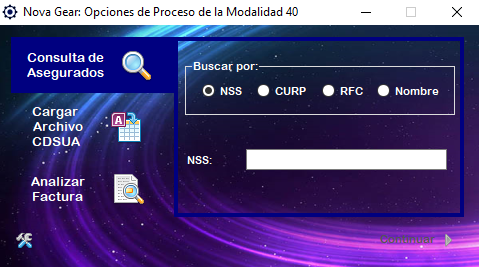 Nova Gear: Opciones de Proceso de la Modalidad 40
Consulta de
Asegurados
Cargar
Archivo
CDSUA
Analizar
Factura
Buscar por:
NSS
CURP
RFC
Nombre
NSS: